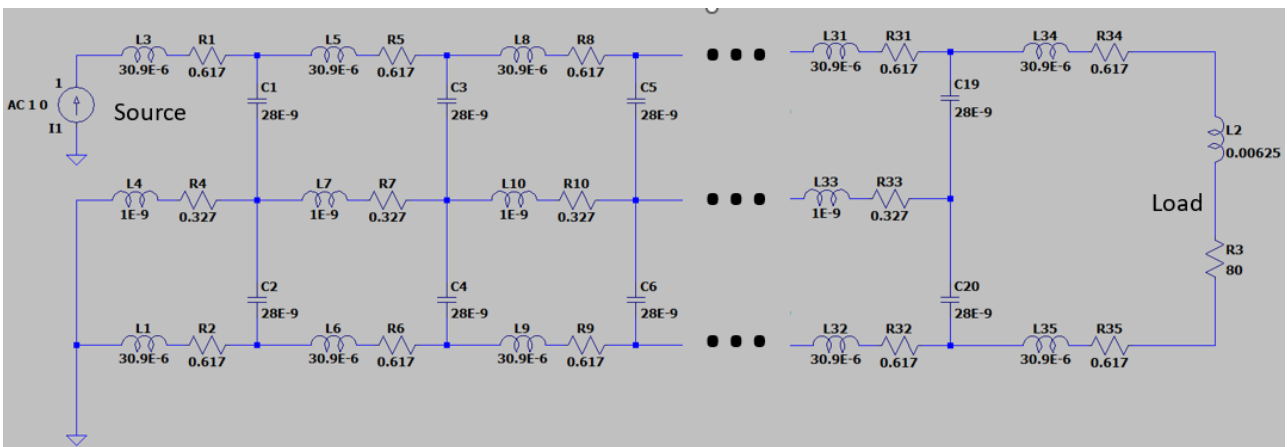 L3 R1 L5 R5 L8 R8 L31 R31 L34 R34
30.9E-6 0.617 30.9E-6 0.617 30.9E-6 0.617 30.9E-6 0.617 30.9E-6 0.617
1 C1 C3 C5 C19
AC 1 0 Source 28E-9 28E-9 28E-9 28E-9
I1 L2
0.00625
L4 R4 L7 R7 L10 R10 L33 R33
1E-9 0.327 1E-9 0.327 1E-9 0.327 1E-9 0.327
Load
R3
80
C2 C4 C6 C20
28E-9 28E-9 28E-9 28E-9
L1 R2 L6 R6 L9 R9 L32 R32 L35 R35
30.9E-6 0.617 30.9E-6 0.617 30.9E-6 0.617 30.9E-6 0.617 30.9E-6 0.617